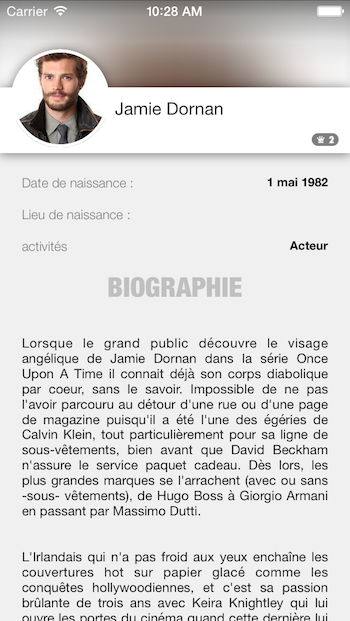 Carrier 10:28 AM
Jamie Dornan
2
Date de naissance : 1 mai 1982
Lieu de naissance :
activités Acteur
BIOGRAPHIE
Lorsque le grand public découvre le visage
angélique de Jamie Dornan dans la série Once
Upon A Time il connait déjà son corps diabolique
par coeur, sans le savoir. Impossible de ne pas
l'avoir parcouru au détour d'une rue ou d'une page
de magazine puisqu'il a été l'une des égéries de
Calvin Klein, tout particulièrement pour sa ligne de
sous-vêtements, bien avant que David Beckham
n'assure le service paquet cadeau. Dès lors, les
plus grandes marques se l'arrachent (avec ou sans
-sous- vêtements), de Hugo Boss à Giorgio Armani
en passant par Massimo Dutti.
L'Irlandais qui n'a pas froid aux yeux enchaîne les
couvertures hot sur papier glacé comme les
conquêtes hollywoodiennes, et c'est sa passion
brûlante de trois ans avec Keira Knightley qui lui
ouvre les portes du cinéma quand cette dernière lui